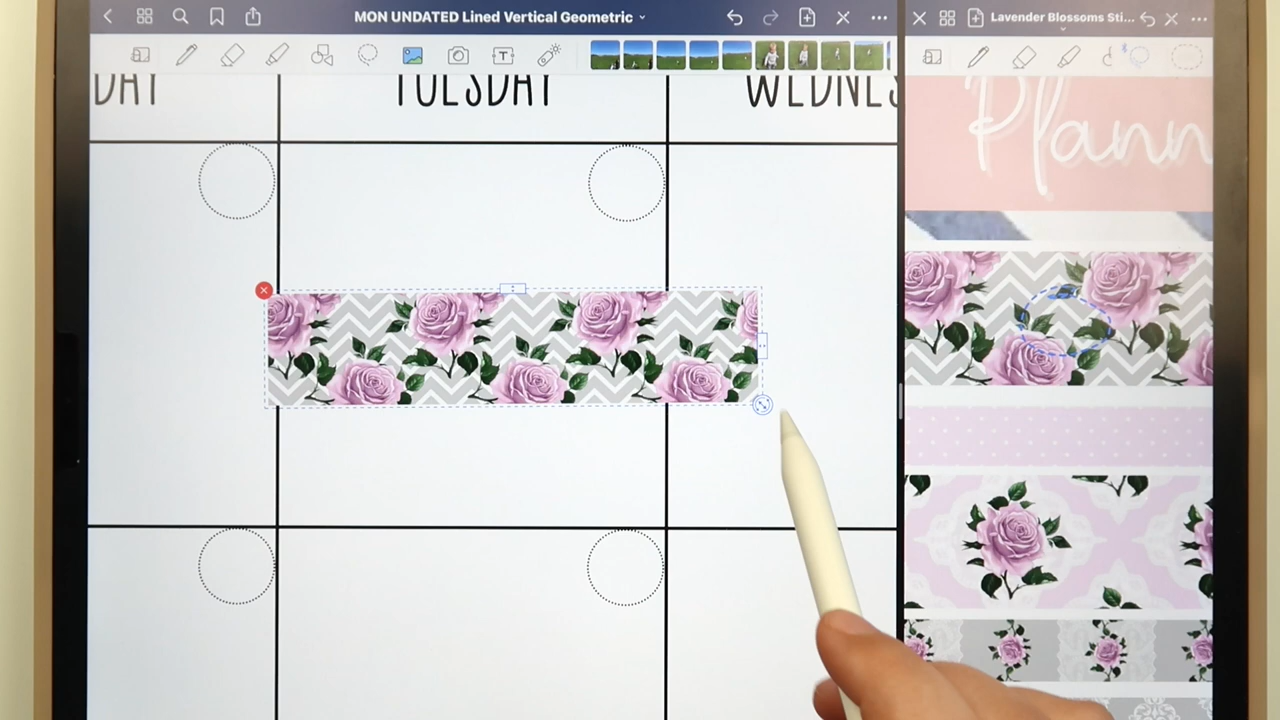 MON UNDATED Lined Vertical Geometric
Lavender Blossoms Sti...
T
DAY
TUESDAY
WEDNES
Plann